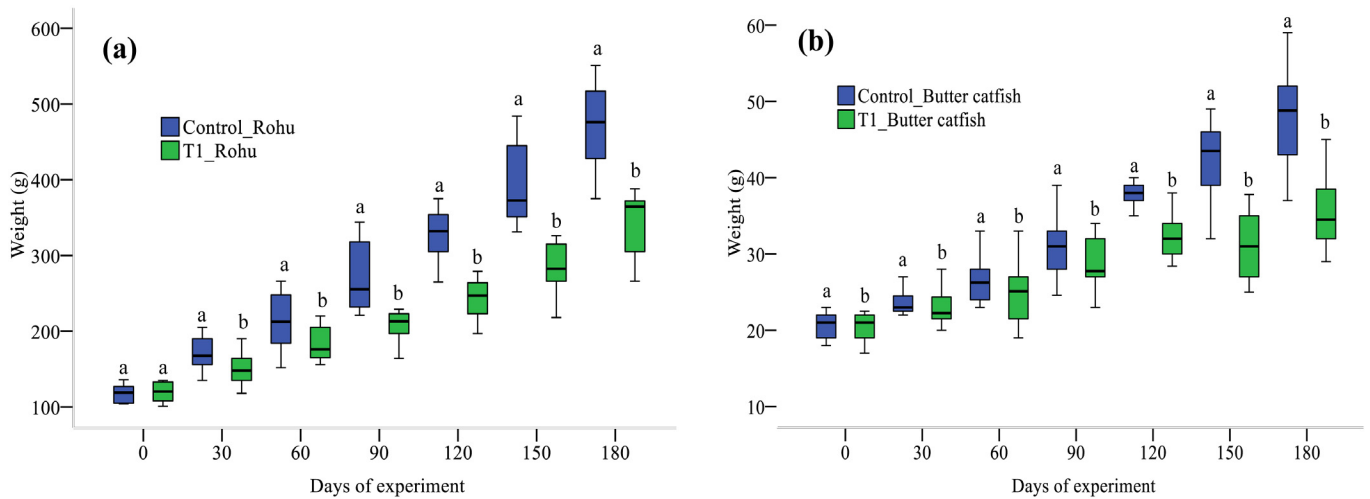 (a)
Control_Rohu
T1_Rohu
Weight (g)
600
500
400
300
200
100
a
a
a
b
a
b
a
b
a
b
a
b
a
b
0 30 60 90 120 150 180
Days of experiment
(b)
Control_Butter catfish
T1_Butter catfish
Weight (g)
60
50
40
30
20
10
a
b
a
b
a
b
a
b
a
b
a
b
a
b
0 30 60 90 120 150 180
Days of experiment